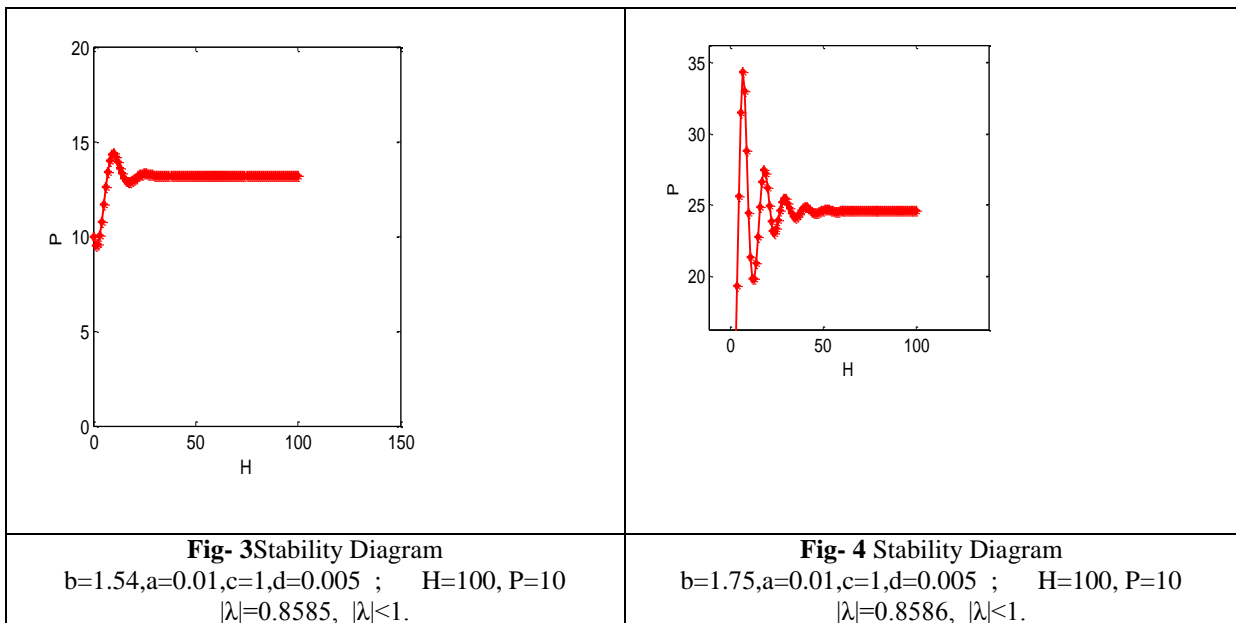 20
15
10
5
0
P
0
50
100
150
H
35
30
25
20
P
0
50
100
H
Fig- 3Stability Diagram
b=1.54,a=0.01,c=1,d=0.005 ; H=100, P=10
|λ|=0.8585, |λ|<1.
Fig- 4 Stability Diagram
b=1.75,a=0.01,c=1,d=0.005 ; H=100, P=10
|λ|=0.8586, |λ|<1.